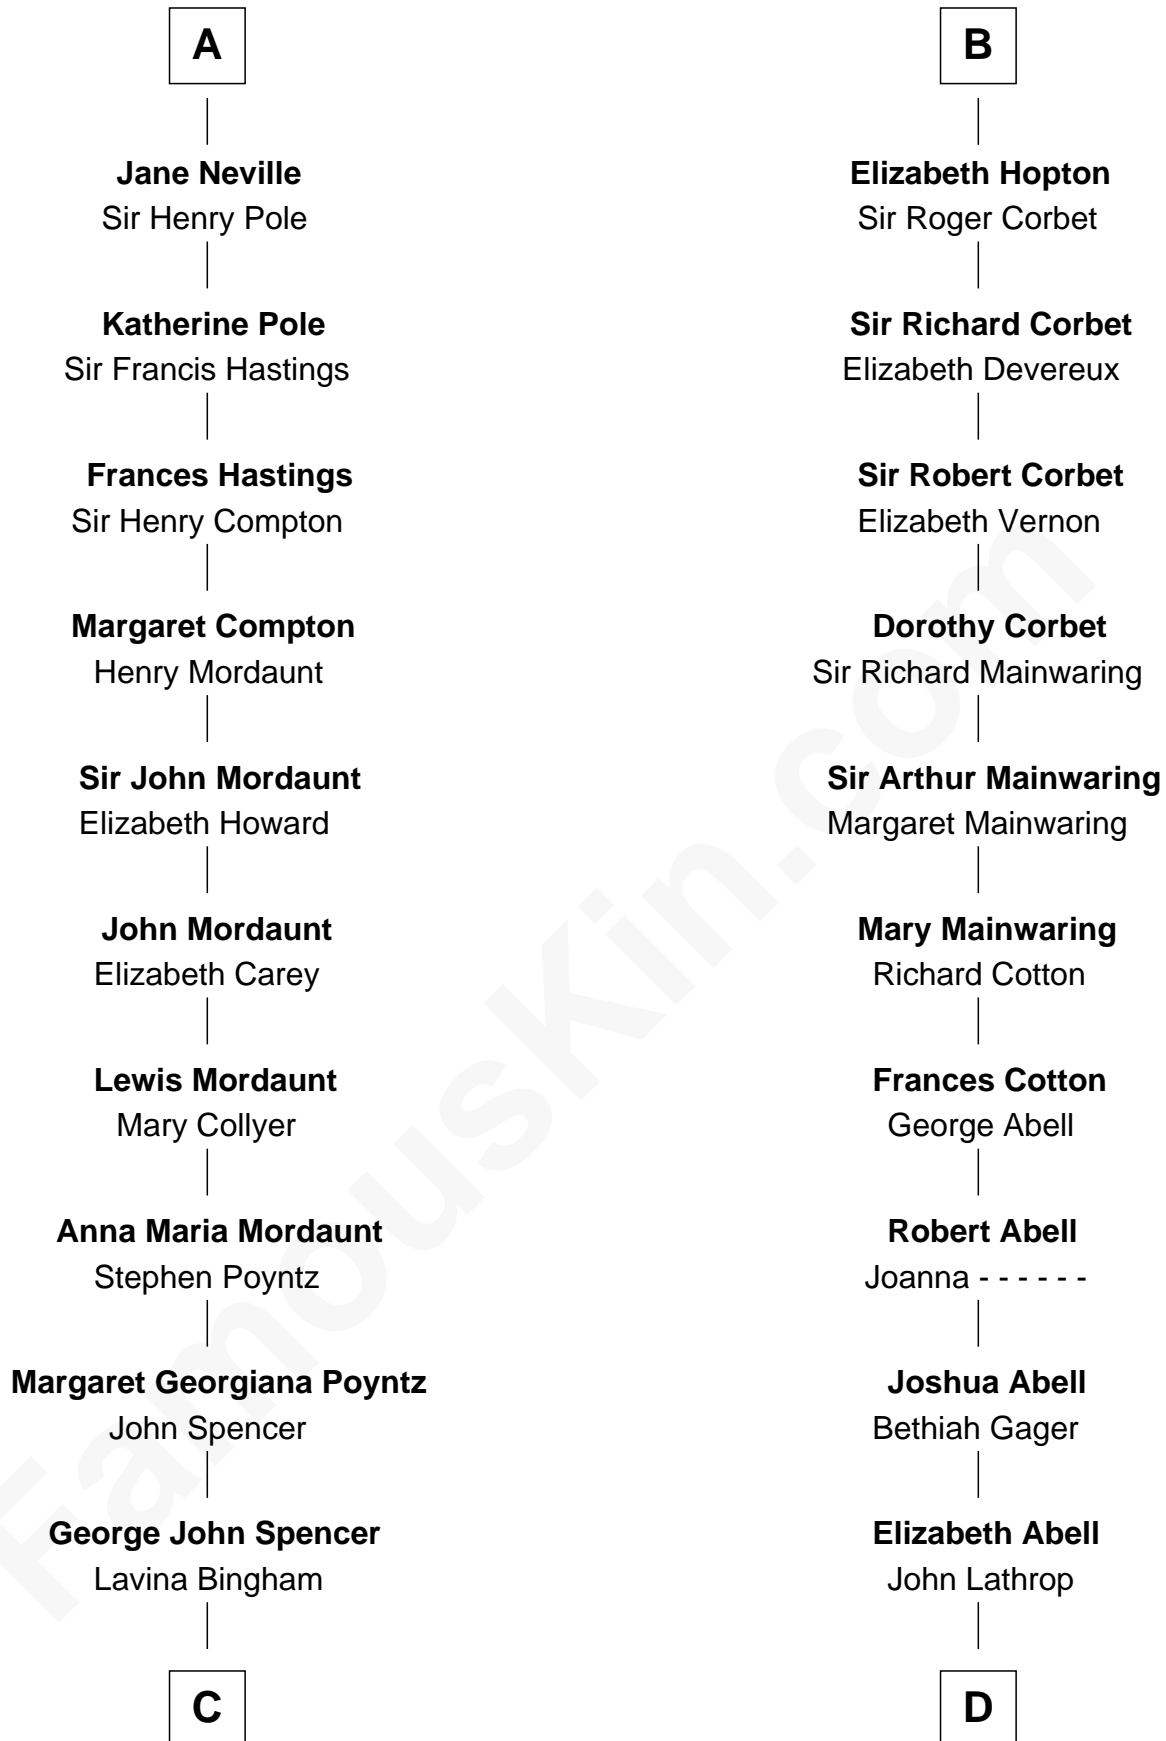 A
Jane Neville
Sir Henry Pole
Katherine Pole
Sir Francis Hastings
Frances Hastings
Sir Henry Compton
Margaret Compton
Henry Mordaunt
Sir John Mordaunt
Elizabeth Howard
John Mordaunt
Elizabeth Carey
Lewis Mordaunt
Mary Collyer
Anna Maria Mordaunt
Stephen Poyntz
Margaret Georgiana Poyntz
John Spencer
George John Spencer
Lavina Bingham
C
B
Elizabeth Hopton
Sir Roger Corbet
Sir Richard Corbet
Elizabeth Devereux
Sir Robert Corbet
Elizabeth Vernon
Dorothy Corbet
Sir Richard Mainwaring
Sir Arthur Mainwaring
Margaret Mainwaring
Mary Mainwaring
Richard Cotton
Frances Cotton
George Abell
Robert Abell
Joanna - - - - - -
Joshua Abell
Bethiah Gager
Elizabeth Abell
John Lathrop
D
FamousKin.com